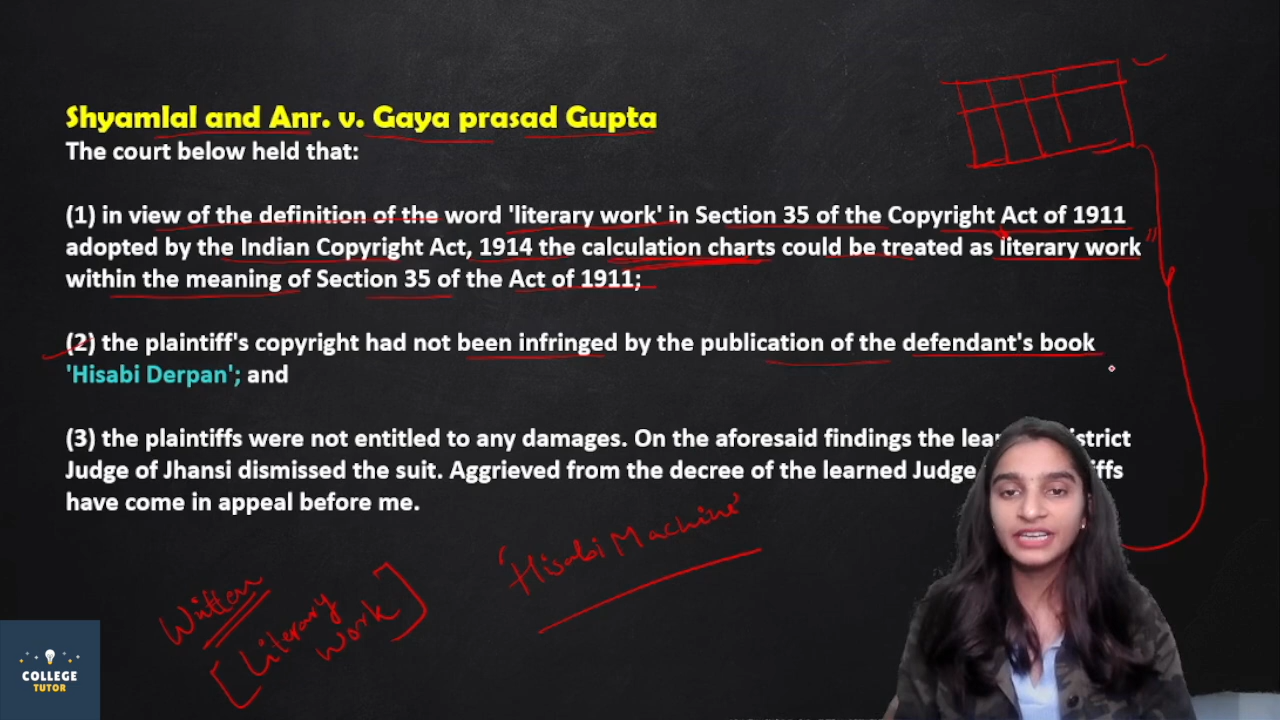 Shyamlal and Anr. v. Gaya prasad Gupta
The court below held that:
(1) in view of the definition of the word 'literary work' in Section 35 of the Copyright Act of 1911
adopted by the Indian Copyright Act, 1914 the calculation charts could be treated as literary work
within the meaning of Section 35 of the Act of 1911;
(2) the plaintiff's copyright had not been infringed by the publication of the defendant's book
'Hisabi Derpan'; and
(3) the plaintiffs were not entitled to any damages. On the aforesaid findings the District
Judge of Jhansi dismissed the suit. Aggrieved from the decree of the learned Judge
have come in appeal before me.
'Hisabi Machine'
Written
[Literary
Work]
COLLEGE
TUTOR